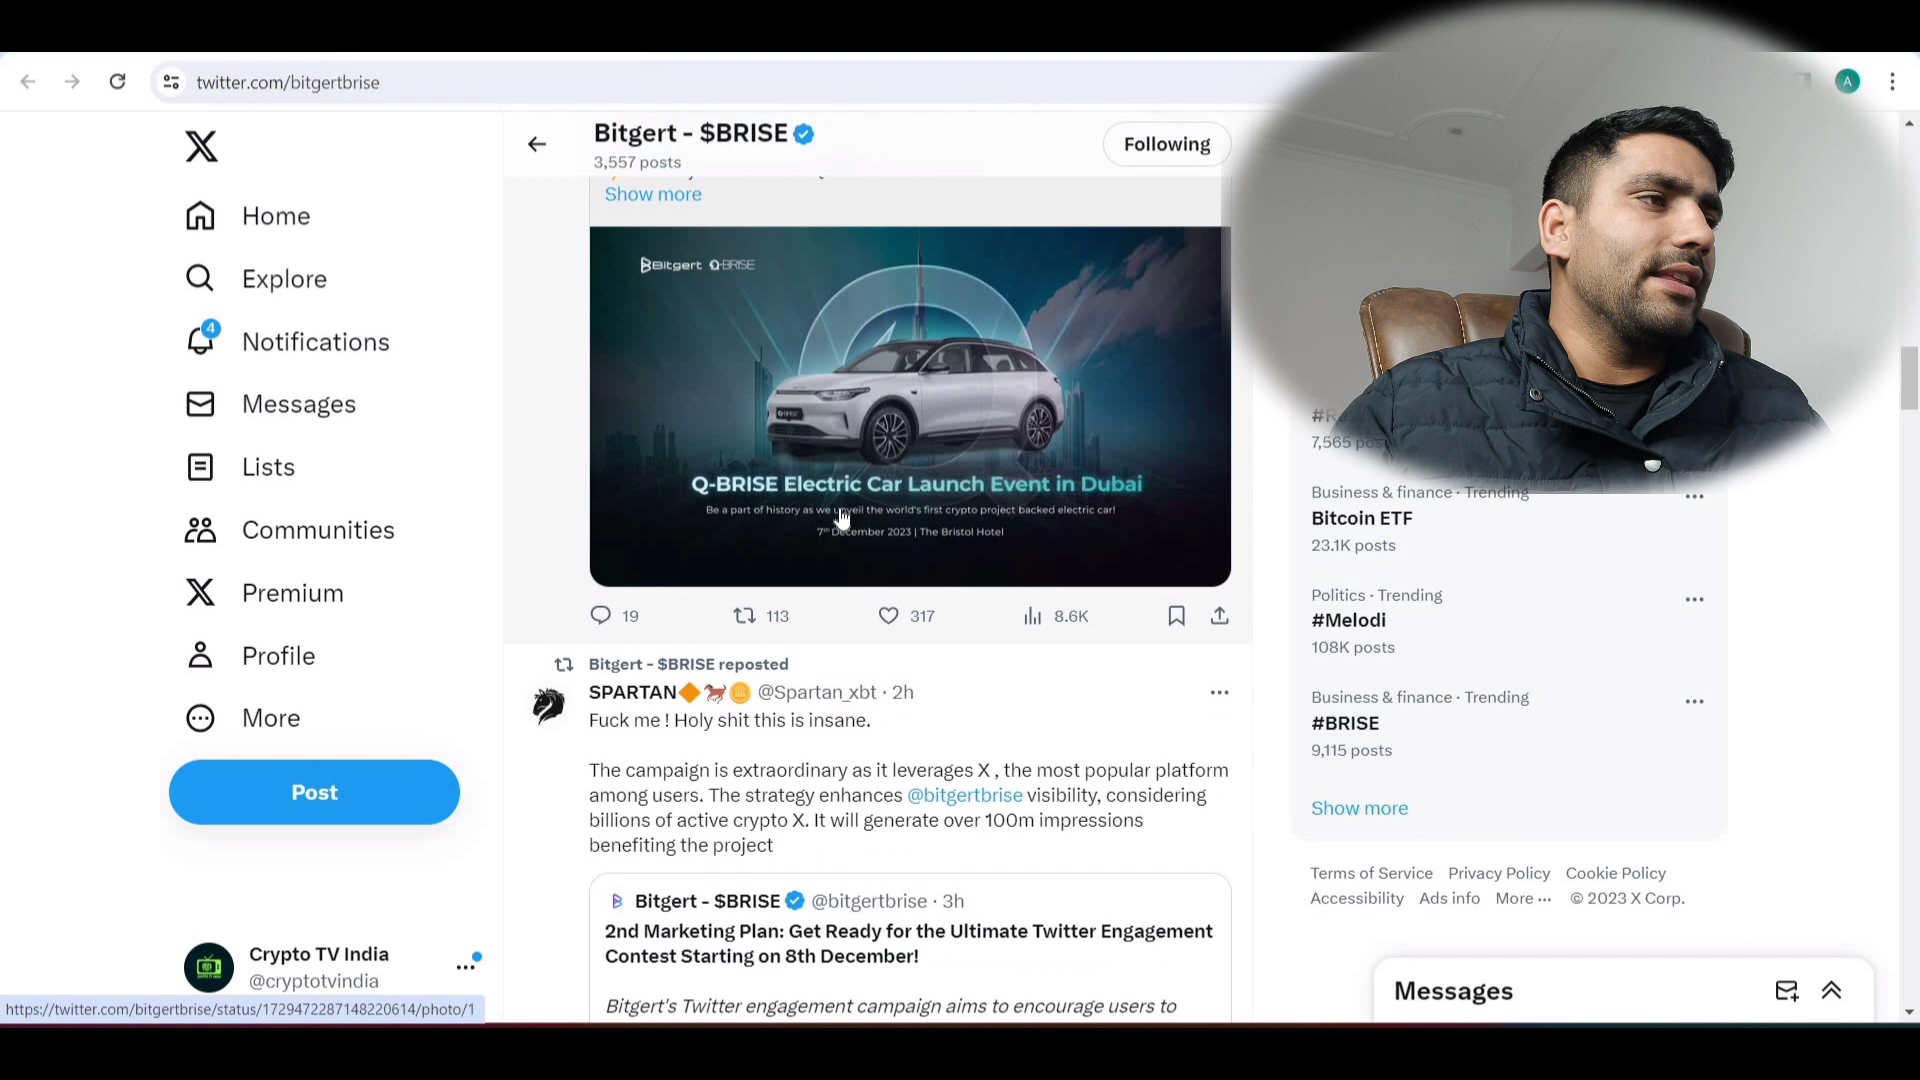 twitter.com/bitgertbrise
A
Bitgert - $BRISE
3,557 posts
Following
Home
Explore
4
Notifications
Messages
Lists
Communities
Premium
Profile
More
Post
Crypto TV India
@cryptotvindia
https://twitter.com/bitgertbrise/status/1729472287148220614/photo/1
Show more
Bitgert Q-BRISE
Q-BRISE Electric Car Launch Event in Dubai
Be a part of history as we unveil the world's first crypto project backed electric car!
7th December 2023 | The Bristol Hotel
19 113 317 8.6K
Bitgert - $BRISE reposted
SPARTAN @Spartan_xbt · 2h
Fuck me ! Holy shit this is insane.
The campaign is extraordinary as it leverages X , the most popular platform
among users. The strategy enhances @bitgertbrise visibility, considering
billions of active crypto X. It will generate over 100m impressions
benefiting the project
Bitgert - $BRISE @bitgertbrise · 3h
2nd Marketing Plan: Get Ready for the Ultimate Twitter Engagement
Contest Starting on 8th December!
Bitgert's Twitter engagement campaign aims to encourage users to
7,565
Business & finance · Trending
Bitcoin ETF
23.1K posts
Politics · Trending
#Melodi
108K posts
Business & finance · Trending
#BRISE
9,115 posts
Show more
Terms of Service Privacy Policy Cookie Policy
Accessibility Ads info More ··· © 2023 X Corp.
Messages